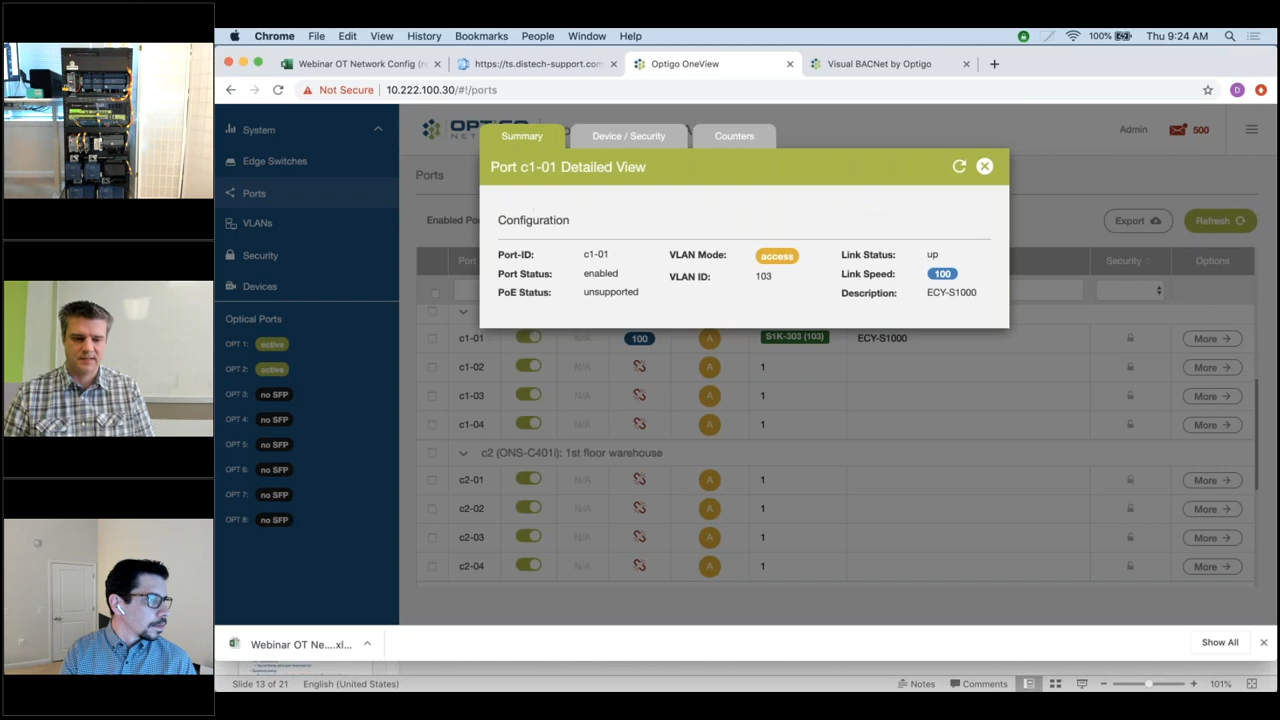 Chrome File Edit View History Bookmarks People Window Help 100% Thu 9:24 AM
Webinar OT Network Config (re × https://ts.distech-support.com × Optigo OneView × Visual BACNet by Optigo × +
Not Secure 10.222.100.30/#!/ports D
System
Edge Switches
Ports
VLANs
Security
Devices
Optical Ports
OPT 1: active
OPT 2: active
OPT 3: no SFP
OPT 4: no SFP
OPT 5: no SFP
OPT 6: no SFP
OPT 7: no SFP
OPT 8: no SFP
Admin 500
Ports
Enabled Po
Export Refresh
Port Security Options
Summary Device / Security Counters
Port c1-01 Detailed View
Configuration
Port-ID: c1-01 VLAN Mode: access Link Status: up
Port Status: enabled VLAN ID: 103 Link Speed: 100
PoE Status: unsupported Description: ECY-S1000
c1-01 N/A 100 A S1K-303 (103) ECY-S1000 More →
c1-02 N/A A 1 More →
c1-03 N/A A 1 More →
c1-04 N/A A 1 More →
c2 (ONS-C401i): 1st floor warehouse
c2-01 N/A A 1 More →
c2-02 N/A A 1 More →
c2-03 N/A A 1 More →
c2-04 N/A A 1 More →
Webinar OT Ne....xl... Show All ×
Slide 13 of 21 English (United States) Notes Comments 101%